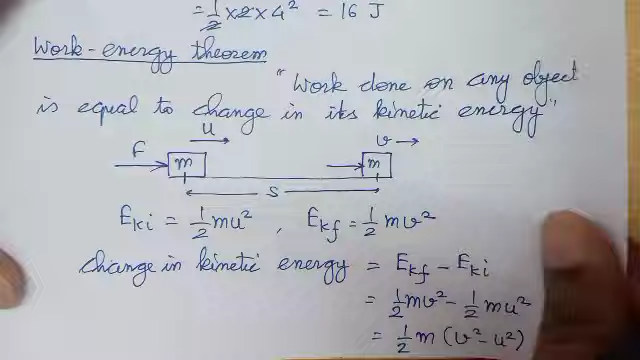 = 1/2 x 2 x 4² = 16 J
Work-energy theorem
"Work done on any object
is equal to change in its kinetic energy"
u v
F m m
s
Eki = 1/2 mu² , Ekf = 1/2 mv²
Change in kinetic energy = Ekf - Eki
= 1/2 mv² - 1/2 mu²
= 1/2 m (v² - u²)